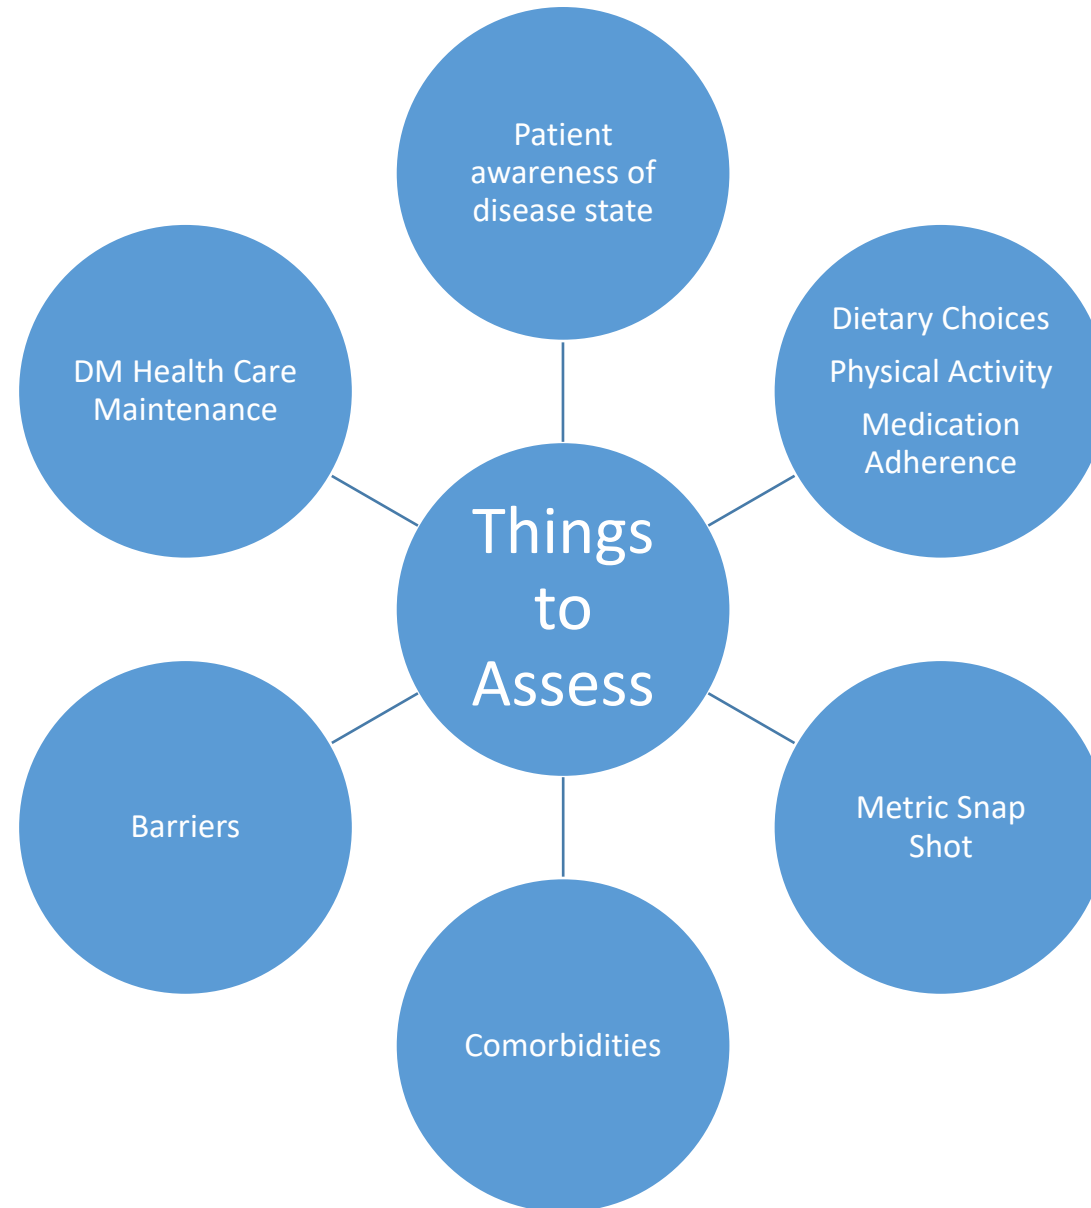 Patient
awareness of
disease state
Dietary Choices
Physical Activity
Medication
Adherence
Metric Snap
Shot
Comorbidities
Barriers
DM Health Care
Maintenance
Things
to
Assess